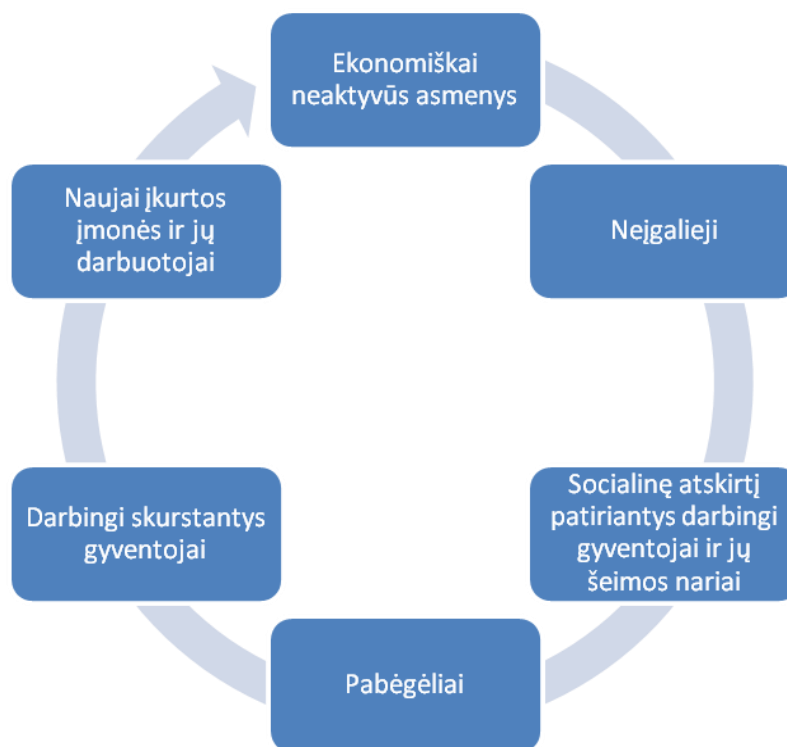 Ekonomiškai
neaktyvūs asmenys
Neįgalieji
Socialinę atskirtį
patiriantys darbingi
gyventojai ir jų
šeimos nariai
Pabėgėliai
Darbingi skurstantys
gyventojai
Naujai įkurtos
įmonės ir jų
darbuotojai